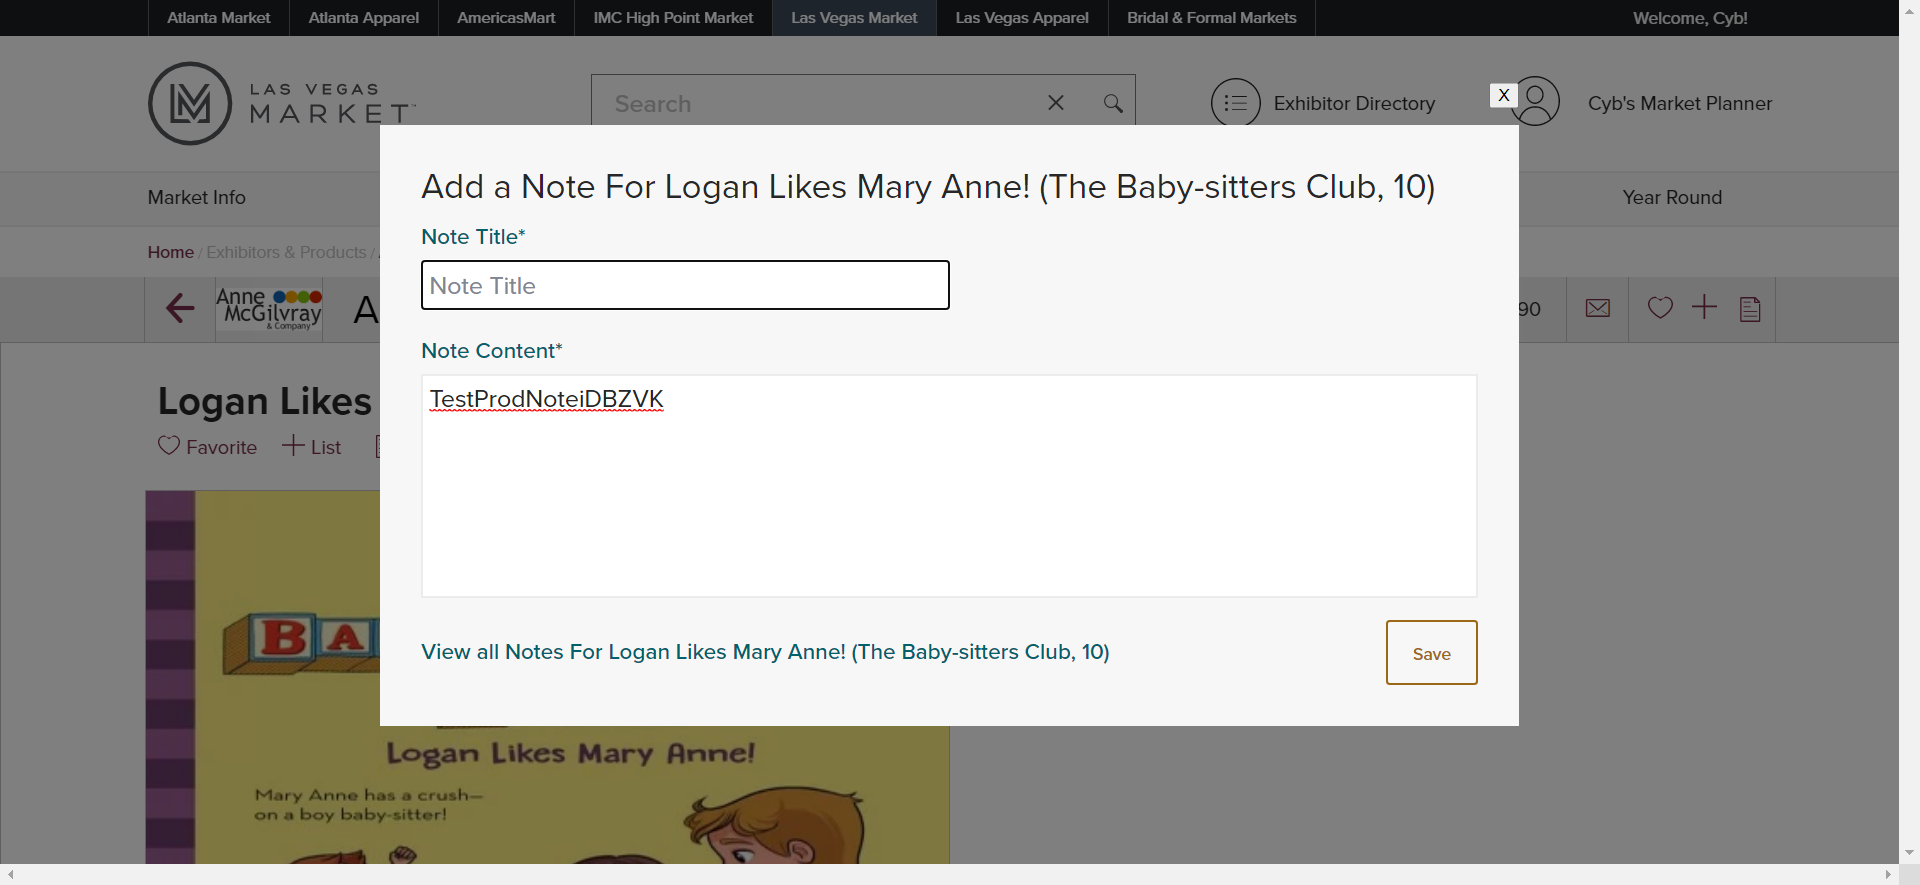 Atlanta Market
Atlanta Apparel
AmericasMart
IMC High Point Market
Las Vegas Market
Las Vegas Apparel
Bridal & Formal Markets
Welcome, Cyb!
LAS VEGAS
MARKET
Search
Exhibitor Directory
X
Cyb's Market Planner
Market Info
Year Round
Home / Exhibitors & Products /
Anne
McGilvray
& Company
A
90
Add a Note For Logan Likes Mary Anne! (The Baby-sitters Club, 10)
Note Title*
Note Title
Note Content*
TestProdNoteiDBZVK
View all Notes For Logan Likes Mary Anne! (The Baby-sitters Club, 10)
Save
Logan Likes
Favorite
List
BA
Logan Likes Mary Anne!
Mary Anne has a crush—
on a boy baby-sitter!